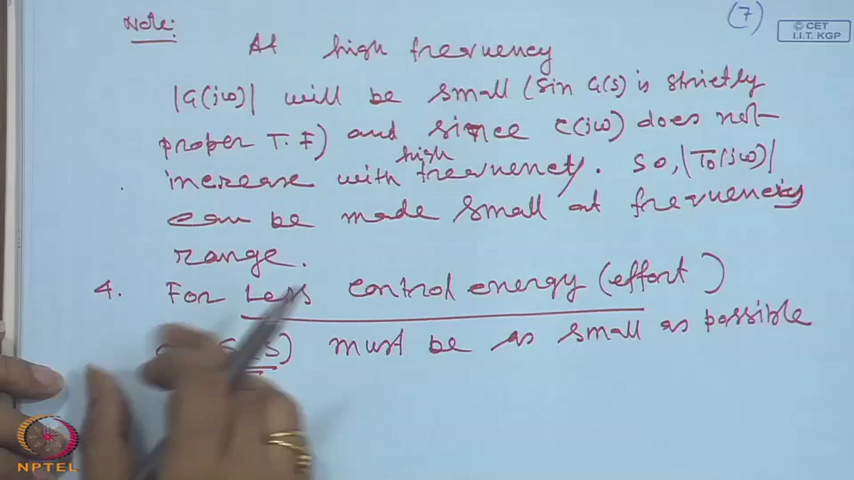 (7)
© CET
I.I.T. KGP
Note:
At high frequency
|G(jω)| will be small (Sin G(s) is strictly
proper T.F) and since C(jω) does not
high
increase with frequency. So, |T₀(jω)|
can be made small at frequency
range.
4. For Less control energy (effort)
(s) must be as small as possible
NPTEL